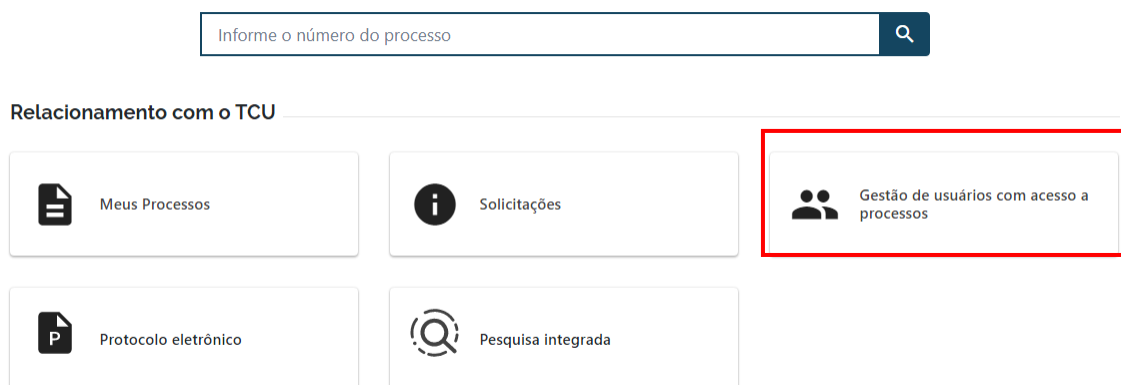 Informe o número do processo
Relacionamento com o TCU
Meus Processos
Solicitações
Gestão de usuários com acesso a
processos
P
Protocolo eletrônico
Pesquisa integrada